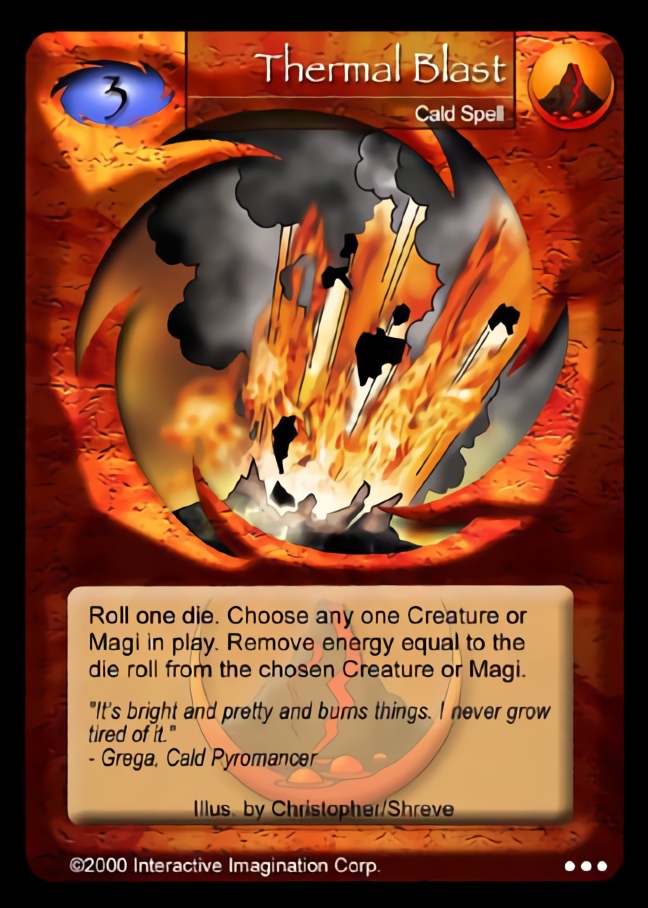 3
Thermal Blast
Cald Spell
Roll one die. Choose any one Creature or
Magi in play. Remove energy equal to the
die roll from the chosen Creature or Magi.
"It's bright and pretty and burns things. I never grow
tired of it."
- Grega, Cald Pyromancer
Illus. by Christopher/Shreve
©2000 Interactive Imagination Corp.